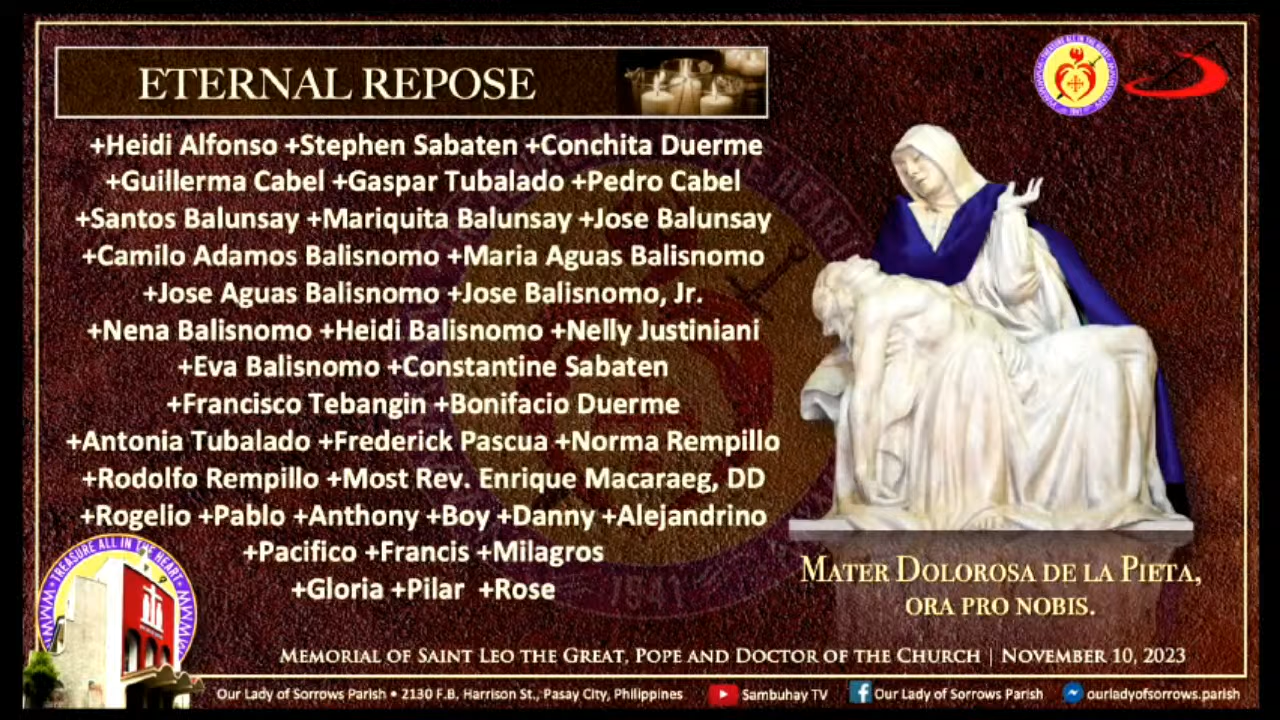 ETERNAL REPOSE
+Heidi Alfonso +Stephen Sabaten +Conchita Duerme
+Guillerma Cabel +Gaspar Tubalado +Pedro Cabel
+Santos Balunsay +Mariquita Balunsay +Jose Balunsay
+Camilo Adamos Balisnomo +Maria Aguas Balisnomo
+Jose Aguas Balisnomo +Jose Balisnomo, Jr.
+Nena Balisnomo +Heidi Balisnomo +Nelly Justiniani
+Eva Balisnomo +Constantine Sabaten
+Francisco Tebangin +Bonifacio Duerme
+Antonia Tubalado +Frederick Pascua +Norma Rempillo
+Rodolfo Rempillo +Most Rev. Enrique Macaraeg, DD
+Rogelio +Pablo +Anthony +Boy +Danny +Alejandrino
+Pacifico +Francis +Milagros
+Gloria +Pilar +Rose
TREASURE ALL IN THE HEART
TREASURE ALL IN THE HEART
MATER DOLOROSA DE LA PIETA,
ORA PRO NOBIS.
MEMORIAL OF SAINT LEO THE GREAT, POPE AND DOCTOR OF THE CHURCH | NOVEMBER 10, 2023
Our Lady of Sorrows Parish • 2130 F.B. Harrison St., Pasay City, Philippines
Sambuhay TV
Our Lady of Sorrows Parish
ourladyofsorrows.parish